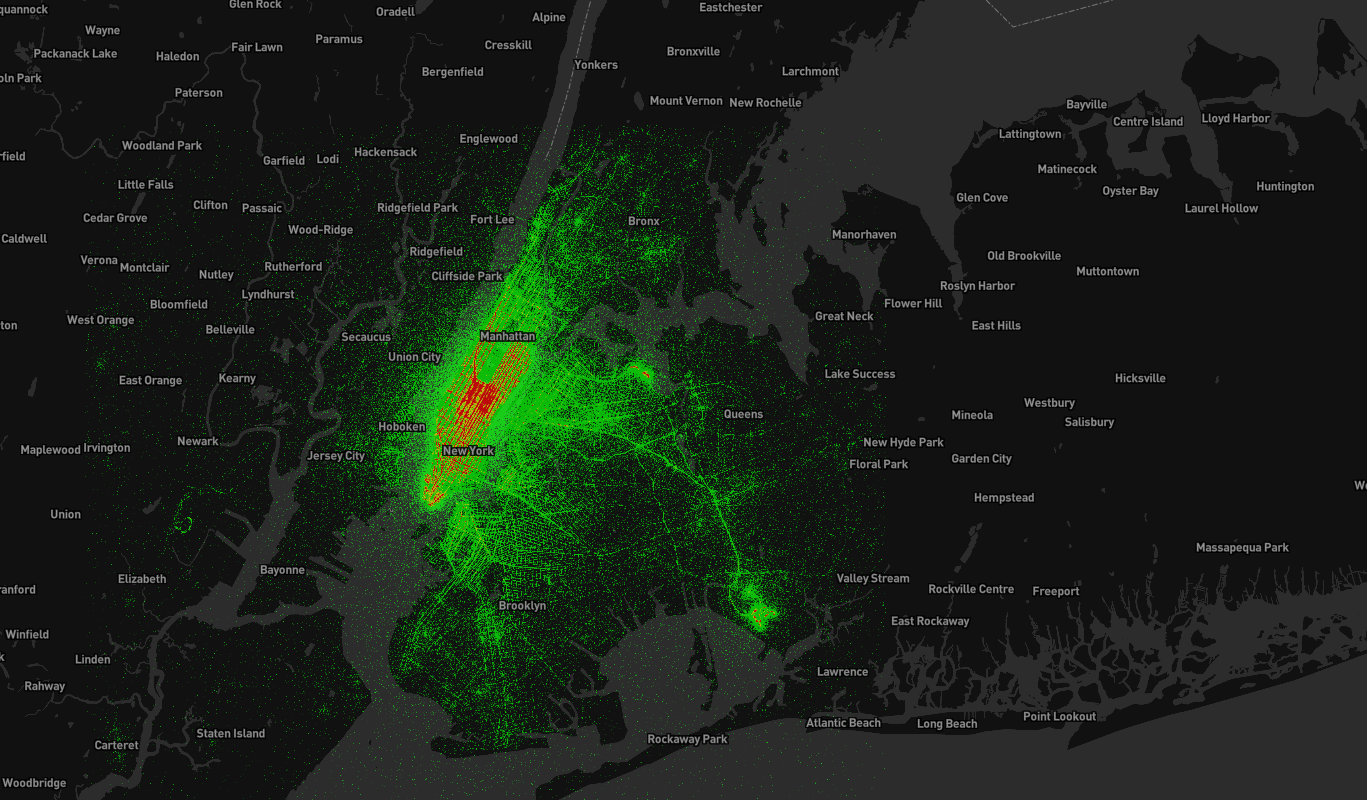 quannock
Glen Rock
Oradell
Alpine
Eastchester
Wayne
Packanack Lake
Haledon
Fair Lawn
Paramus
Cresskill
Bronxville
Yonkers
Bergenfield
Larchmont
oln Park
Paterson
Mount Vernon
New Rochelle
Bayville
Centre Island
Lloyd Harbor
Woodland Park
Garfield
Lodi
Hackensack
Englewood
Lattingtown
rfield
Matinecock
Little Falls
Oyster Bay
Huntington
Glen Cove
Laurel Hollow
Cedar Grove
Clifton
Passaic
Ridgefield Park
Fort Lee
Bronx
Wood-Ridge
Manorhaven
Caldwell
Ridgefield
Old Brookville
Verona
Montclair
Nutley
Rutherford
Cliffside Park
Muttontown
Roslyn Harbor
Bloomfield
Lyndhurst
Flower Hill
ton
West Orange
Belleville
Great Neck
East Hills
Secaucus
Manhattan
Union City
East Orange
Kearny
Lake Success
Hicksville
Westbury
Mineola
Salisbury
Queens
Hoboken
Maplewood
Irvington
Newark
New York
Jersey City
New Hyde Park
Floral Park
Garden City
We
Hempstead
Union
Massapequa Park
Elizabeth
Bayonne
Valley Stream
Rockville Centre
Freeport
ranford
Brooklyn
East Rockaway
Winfield
k
Linden
Lawrence
Rahway
Atlantic Beach
Long Beach
Point Lookout
Carteret
Staten Island
Rockaway Park
Woodbridge